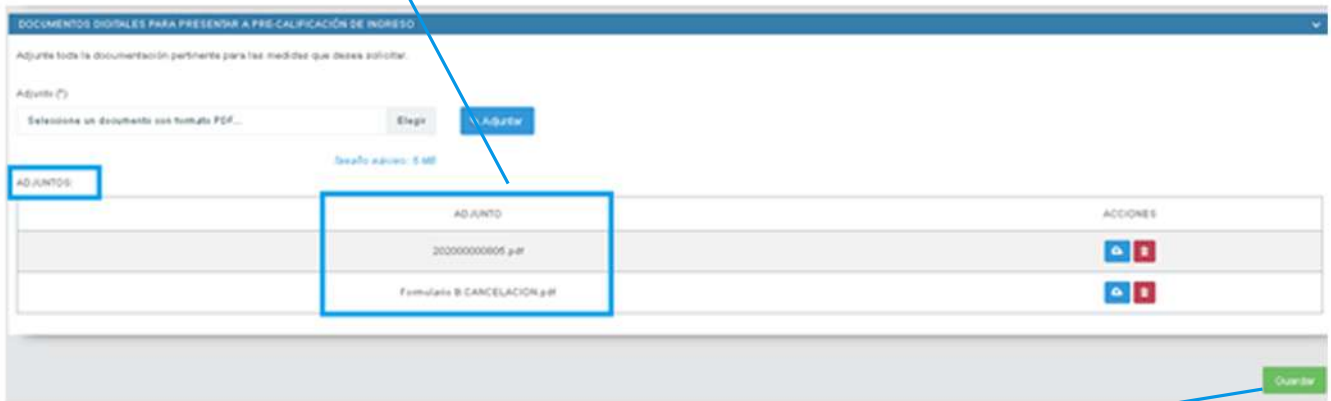 DOCUMENTOS DIGITALES PARA PRESENTAR A PRE-CALIFICACIÓN DE INGRESO
Adjunte toda la documentación pertinente para las medidas que desea solicitar.
Adjunto (*)
Seleccione un documento con formato PDF... Elegir Adjuntar
Tamaño máximo: 5 MB
ADJUNTOS:
ADJUNTO ACCIONES
202000000805.pdf
Formulario B CANCELACION.pdf
Guardar